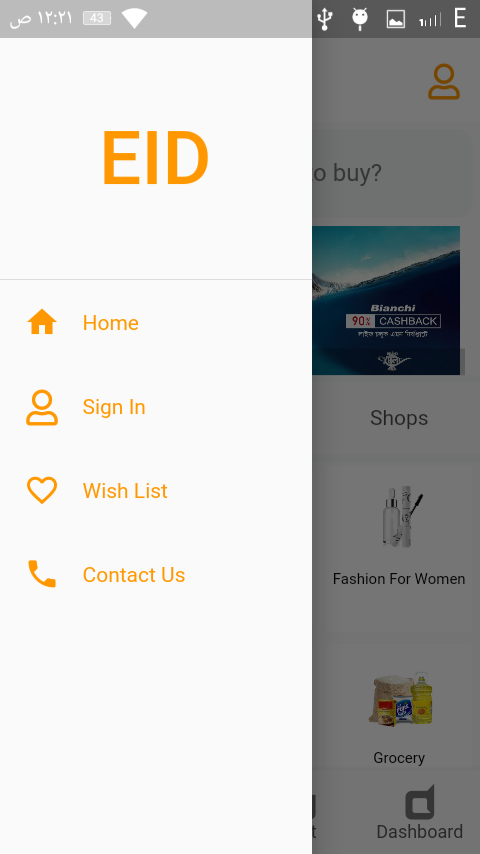 ١٢:٢١ ص
43
E
EID
Home
Sign In
Wish List
Contact Us
o buy?
Bianchi
90% CASHBACK
Shops
Fashion For Women
Grocery
t
Dashboard